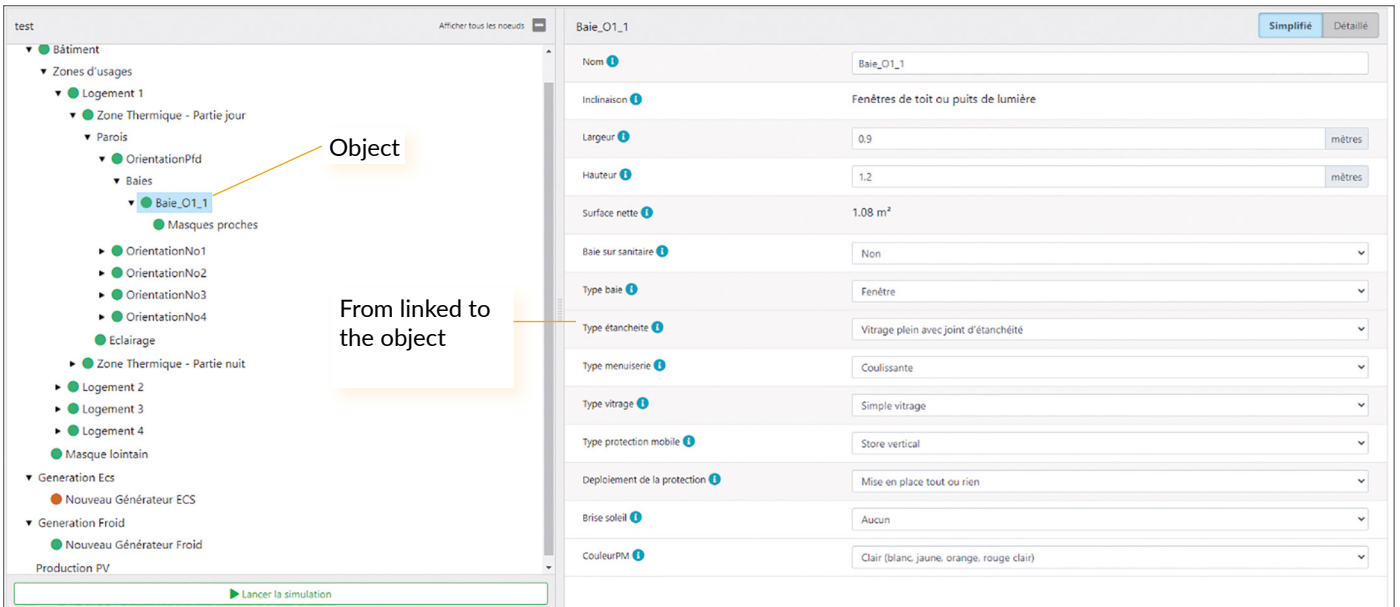 test
Afficher tous les noeuds
Bâtiment
Zones d'usages
Logement 1
Zone Thermique - Partie jour
Parois
OrientationPfd
Baies
Baie_O1_1
Masques proches
OrientationNo1
OrientationNo2
OrientationNo3
OrientationNo4
Eclairage
Zone Thermique - Partie nuit
Logement 2
Logement 3
Logement 4
Masque lointain
Generation Ecs
Nouveau Générateur ECS
Generation Froid
Nouveau Générateur Froid
Production PV
Lancer la simulation
Object
From linked to
the object
Baie_O1_1
Simplifié Détaillé
Nom Baie_O1_1
Inclinaison Fenêtres de toit ou puits de lumière
Largeur 0.9 mètres
Hauteur 1.2 mètres
Surface nette 1.08 m²
Baie sur sanitaire Non
Type baie Fenêtre
Type étancheite Vitrage plein avec joint d'étanchéité
Type menuiserie Coulissante
Type vitrage Simple vitrage
Type protection mobile Store vertical
Deploiement de la protection Mise en place tout ou rien
Brise soleil Aucun
CouleurPM Clair (blanc, jaune, orange, rouge clair)